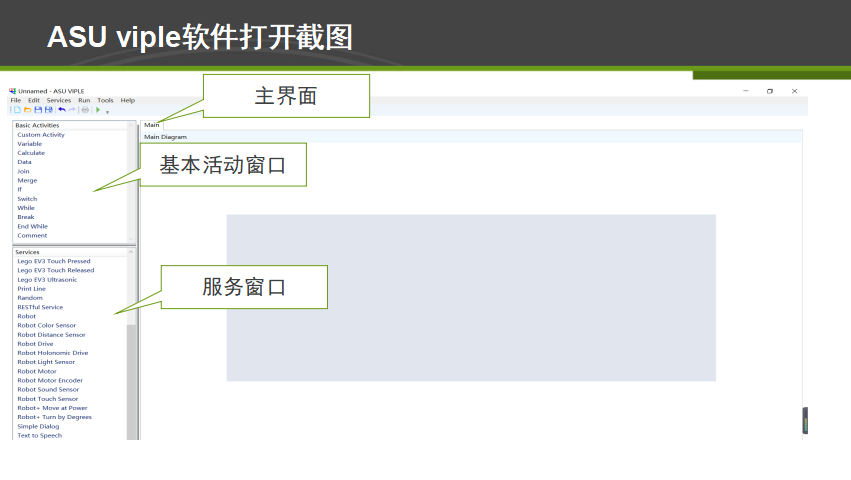 ASU viple软件打开截图
Unnamed - ASU VIPLE
File Edit Services Run Tools Help
主界面
Main
Main Diagram
Basic Activities
Custom Activity
Variable
Calculate
Data
Join
Merge
If
Switch
While
Break
End While
Comment
基本活动窗口
Services
Lego EV3 Touch Pressed
Lego EV3 Touch Released
Lego EV3 Ultrasonic
Print Line
Random
RESTful Service
Robot
Robot Color Sensor
Robot Distance Sensor
Robot Drive
Robot Holonomic Drive
Robot Light Sensor
Robot Motor
Robot Motor Encoder
Robot Sound Sensor
Robot Touch Sensor
Robot+ Move at Power
Robot+ Turn by Degrees
Simple Dialog
Text to Speech
服务窗口